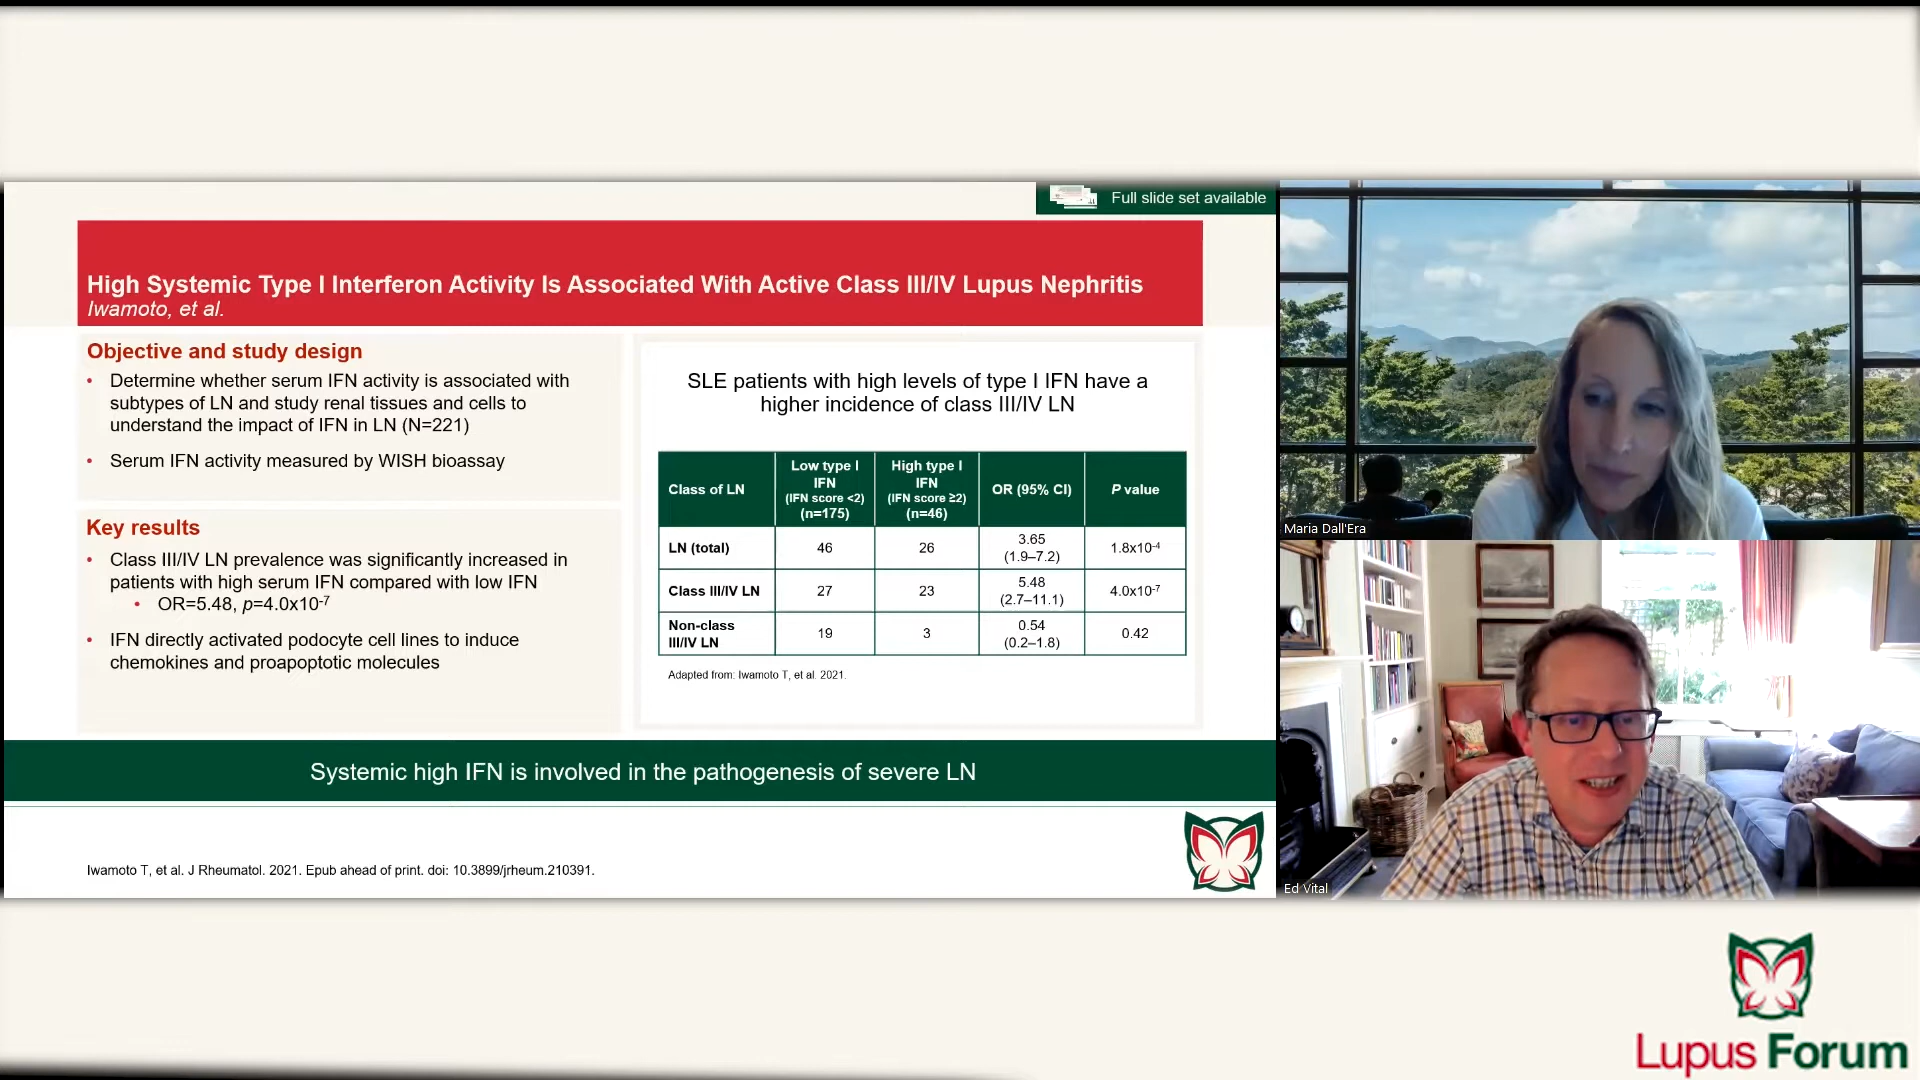 Full slide set available
High Systemic Type I Interferon Activity Is Associated With Active Class III/IV Lupus Nephritis
Iwamoto, et al.
Objective and study design
• Determine whether serum IFN activity is associated with
subtypes of LN and study renal tissues and cells to
understand the impact of IFN in LN (N=221)
• Serum IFN activity measured by WISH bioassay
Key results
• Class III/IV LN prevalence was significantly increased in
patients with high serum IFN compared with low IFN
• OR=5.48, p=4.0x10⁻⁷
• IFN directly activated podocyte cell lines to induce
chemokines and proapoptotic molecules
SLE patients with high levels of type I IFN have a
higher incidence of class III/IV LN
Class of LN
Low type I
IFN
(IFN score <2)
(n=175)
High type I
IFN
(IFN score ≥2)
(n=46)
OR (95% CI)
P value
LN (total)
46
26
3.65
(1.9–7.2)
1.8x10⁻⁴
Class III/IV LN
27
23
5.48
(2.7–11.1)
4.0x10⁻⁷
Non-class
III/IV LN
19
3
0.54
(0.2–1.8)
0.42
Adapted from: Iwamoto T, et al. 2021.
Systemic high IFN is involved in the pathogenesis of severe LN
Iwamoto T, et al. J Rheumatol. 2021. Epub ahead of print. doi: 10.3899/jrheum.210391.
Maria Dall'Era
Ed Vital
Lupus Forum